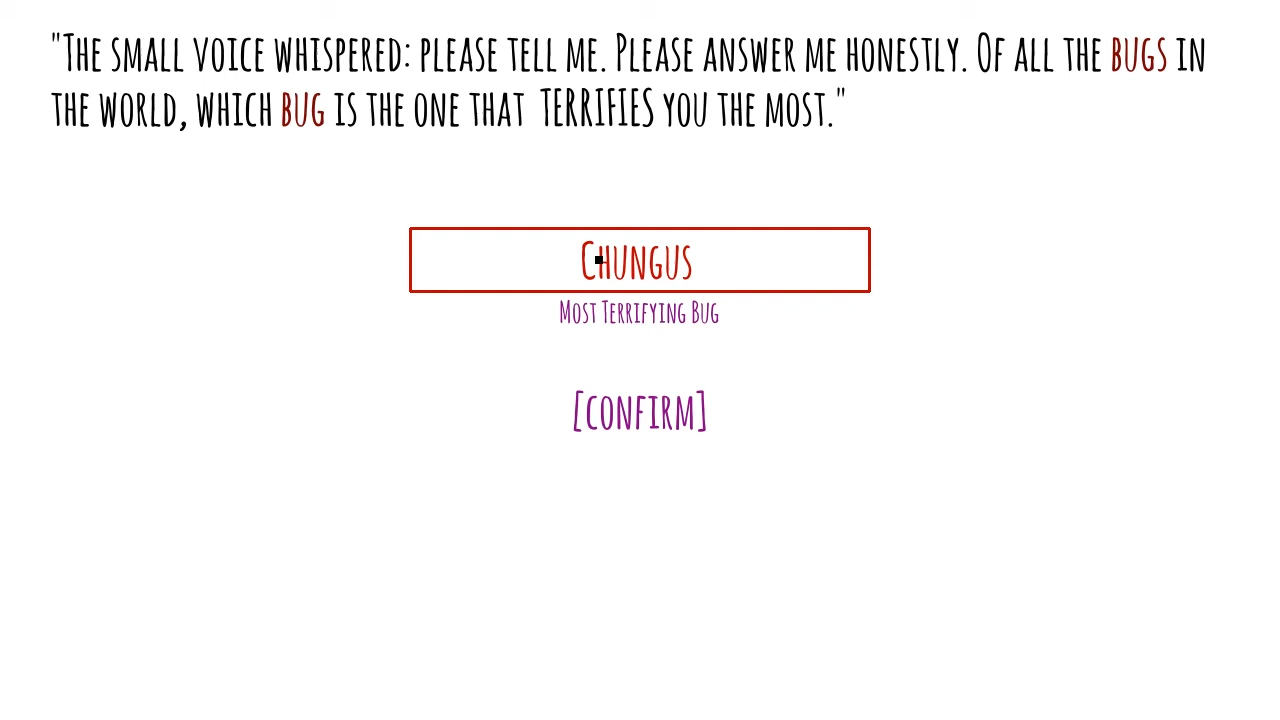 "The small voice whispered: please tell me. Please answer me honestly. Of all the bugs in
the world, which bug is the one that TERRIFIES you the most."
Chungus
Most Terrifying Bug
[confirm]